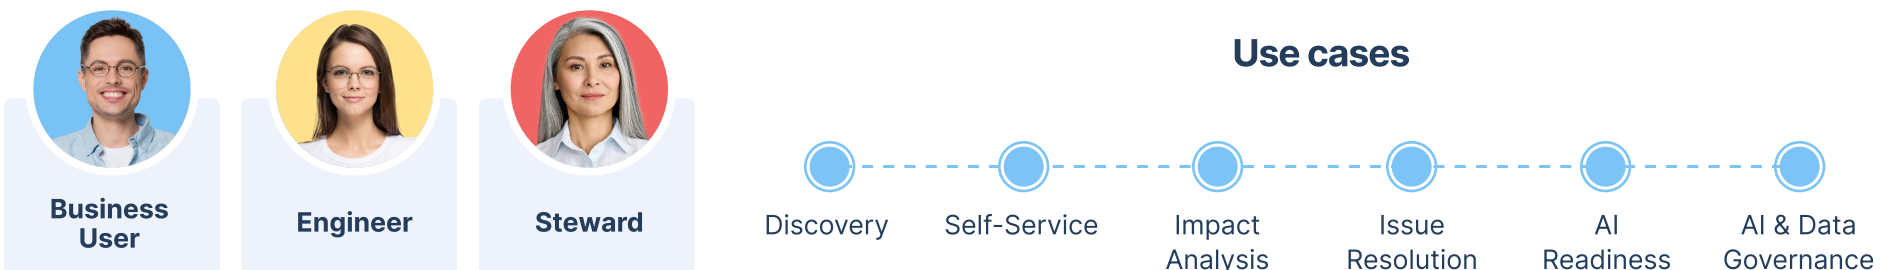 Business
User
Engineer
Steward
Use cases
Discovery
Self-Service
Impact
Analysis
Issue
Resolution
AI
Readiness
AI & Data
Governance